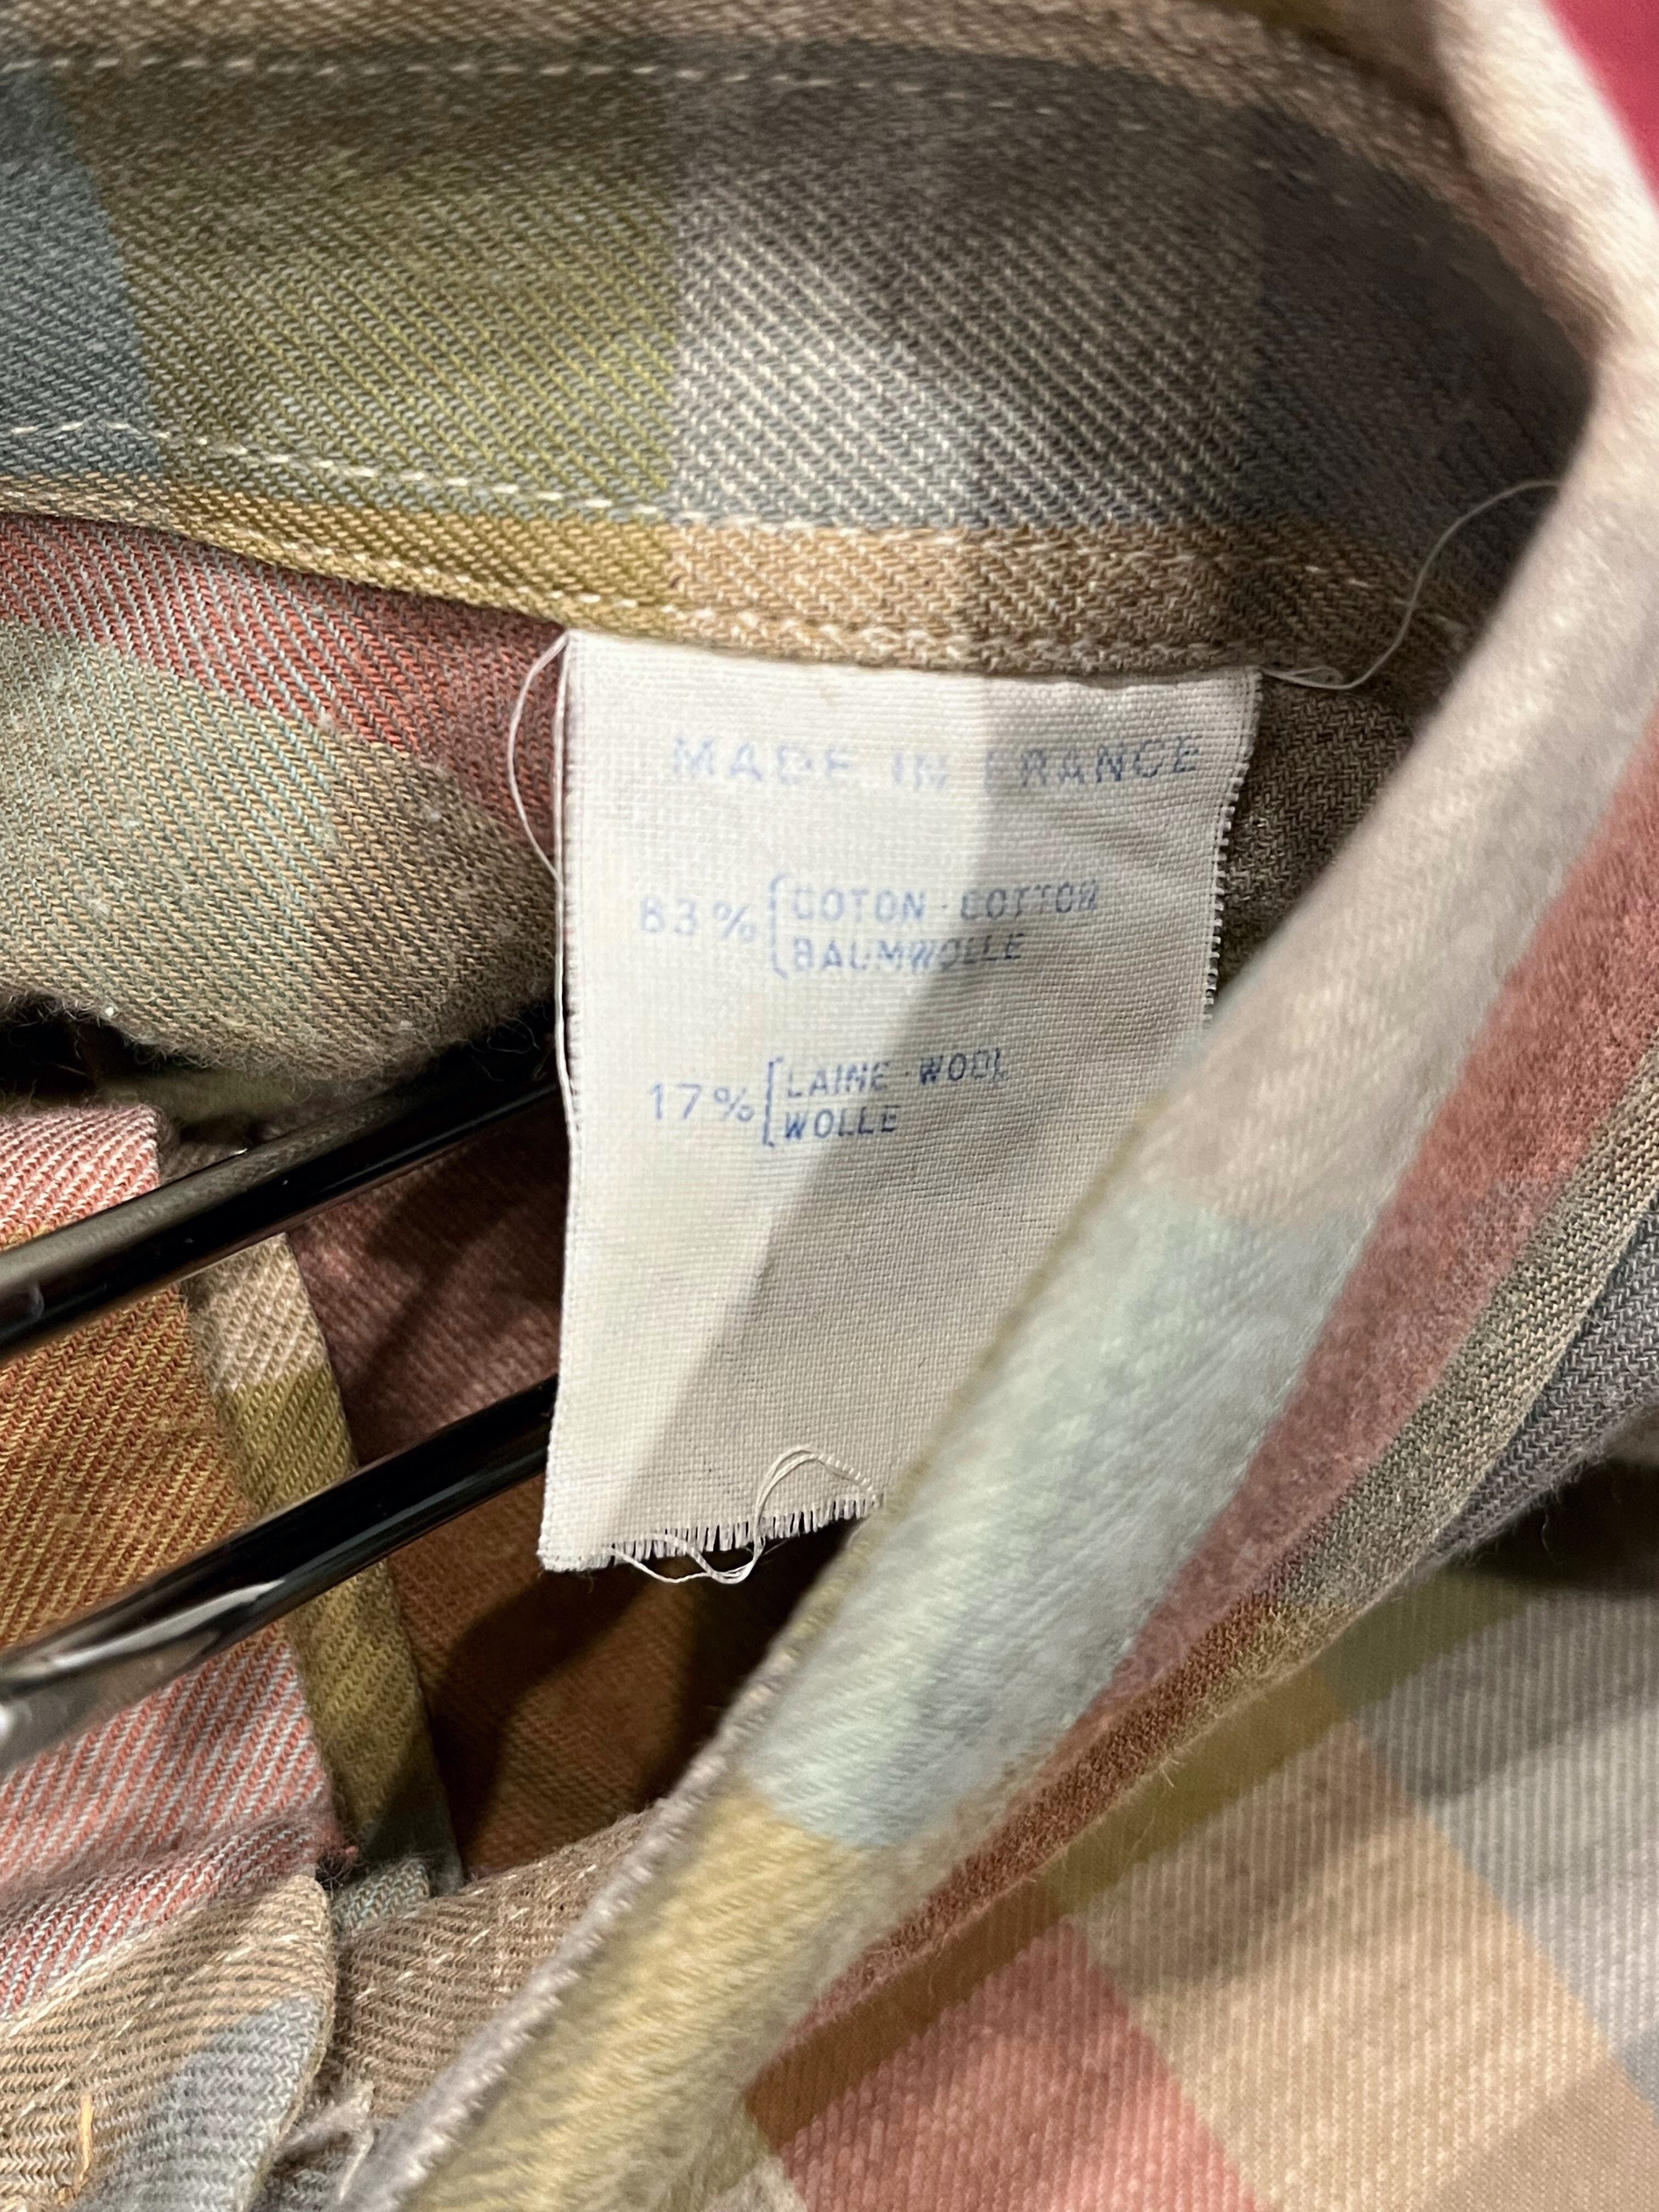 MADE IN FRANCE
83% COTON · COTTON
BAUMWOLLE
17% LAINE · WOOL
WOLLE